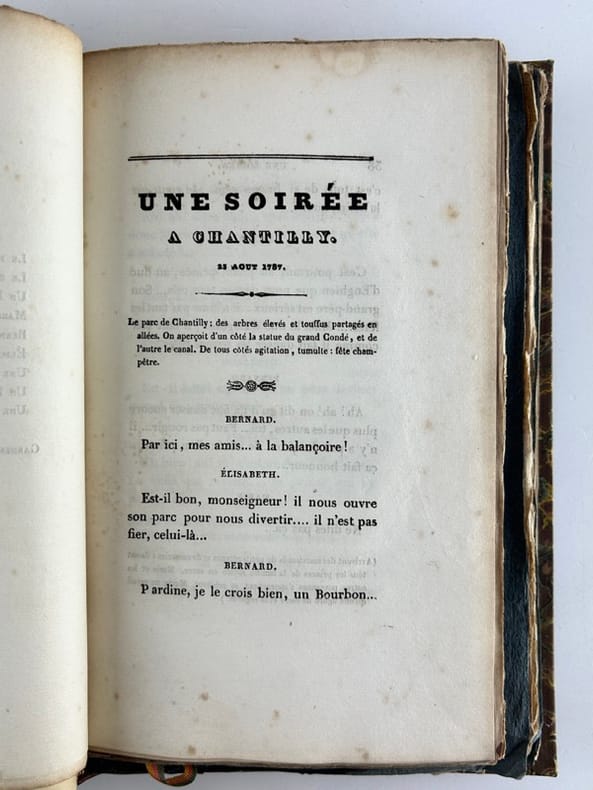 UNE SOIRÉE
A CHANTILLY.
25 AOUT 1787.
Le parc de Chantilly ; des arbres élevés et touffus partagés en
allées. On aperçoit d'un côté la statue du grand Condé, et de
l'autre le canal. De tous côtés agitation, tumulte : fête cham-
pêtre.
BERNARD.
Par ici, mes amis... à la balançoire !
ÉLISABETH.
Est-il bon, monseigneur ! il nous ouvre
son parc pour nous divertir.... il n'est pas
fier, celui-là...
BERNARD.
Pardine, je le crois bien, un Bourbon...